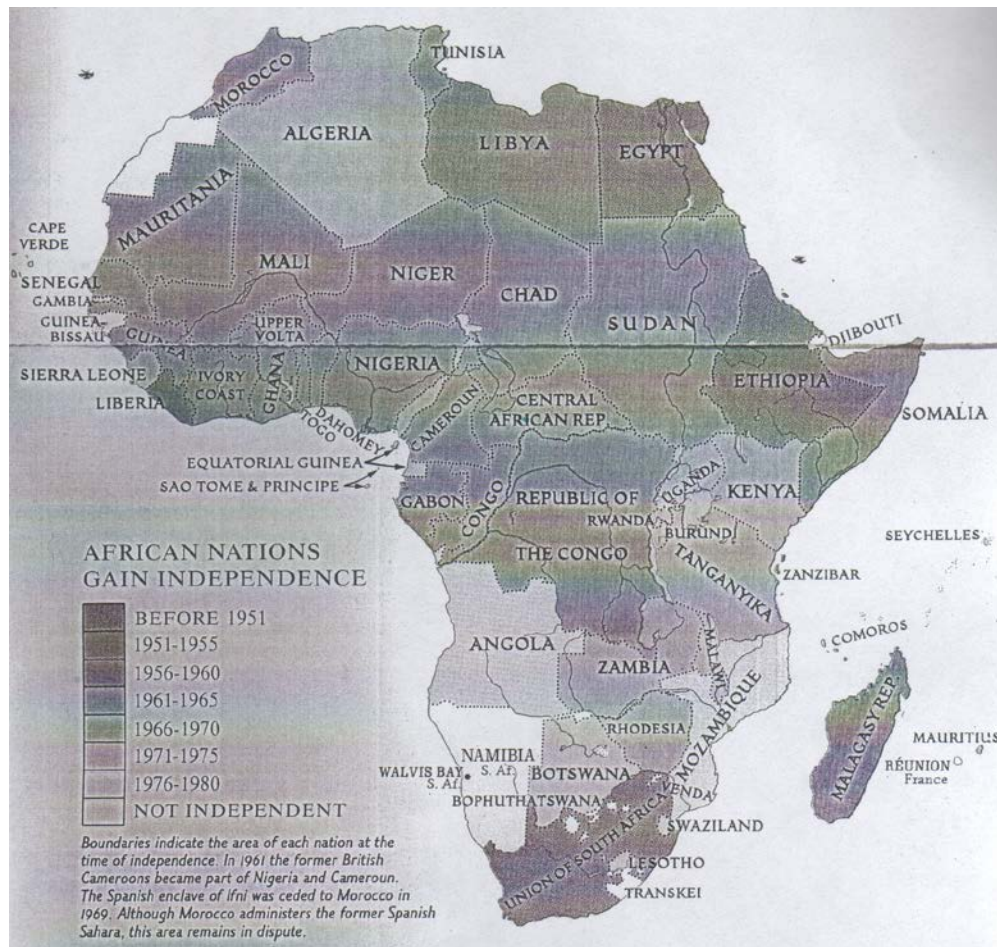 TUNISIA
MOROCCO
ALGERIA
LIBYA
EGYPT
MAURITANIA
CAPE
VERDE
MALI
NIGER
CHAD
SUDAN
SENEGAL
GAMBIA
GUINEA-
BISSAU
GUINEA
UPPER
VOLTA
DJIBOUTI
SIERRA LEONE
IVORY
COAST
GHANA
NIGERIA
ETHIOPIA
LIBERIA
TOGO
DAHOMEY
CAMEROUN
CENTRAL
AFRICAN REP.
SOMALIA
EQUATORIAL GUINEA
SAO TOME & PRINCIPE
GABON
CONGO
REPUBLIC OF
THE CONGO
UGANDA
KENYA
RWANDA
BURUNDI
TANGANYIKA
SEYCHELLES
ZANZIBAR
AFRICAN NATIONS
GAIN INDEPENDENCE
BEFORE 1951
1951-1955
1956-1960
1961-1965
1966-1970
1971-1975
1976-1980
NOT INDEPENDENT
ANGOLA
ZAMBIA
MALAWI
MOZAMBIQUE
COMOROS
MALAGASY REP.
MAURITIUS
RÉUNION
France
RHODESIA
NAMIBIA
S. Af.
WALVIS BAY
S. Af.
BOTSWANA
BOPHUTHATSWANA
VENDA
UNION OF SOUTH AFRICA
SWAZILAND
LESOTHO
TRANSKEI
Boundaries indicate the area of each nation at the
time of independence. In 1961 the former British
Cameroons became part of Nigeria and Cameroun.
The Spanish enclave of Ifni was ceded to Morocco in
1969. Although Morocco administers the former Spanish
Sahara, this area remains in dispute.